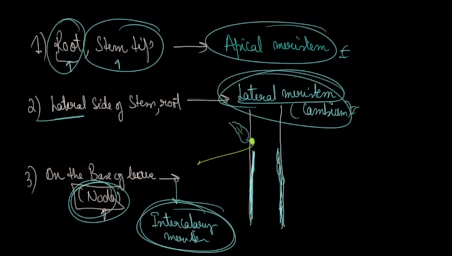 1) Root, Stem tips → Apical meristem
2) Lateral side of Stem, root → Lateral meristem
(Cambium)
3) On the Base of leave →
(Node)
Intercalary
meristem